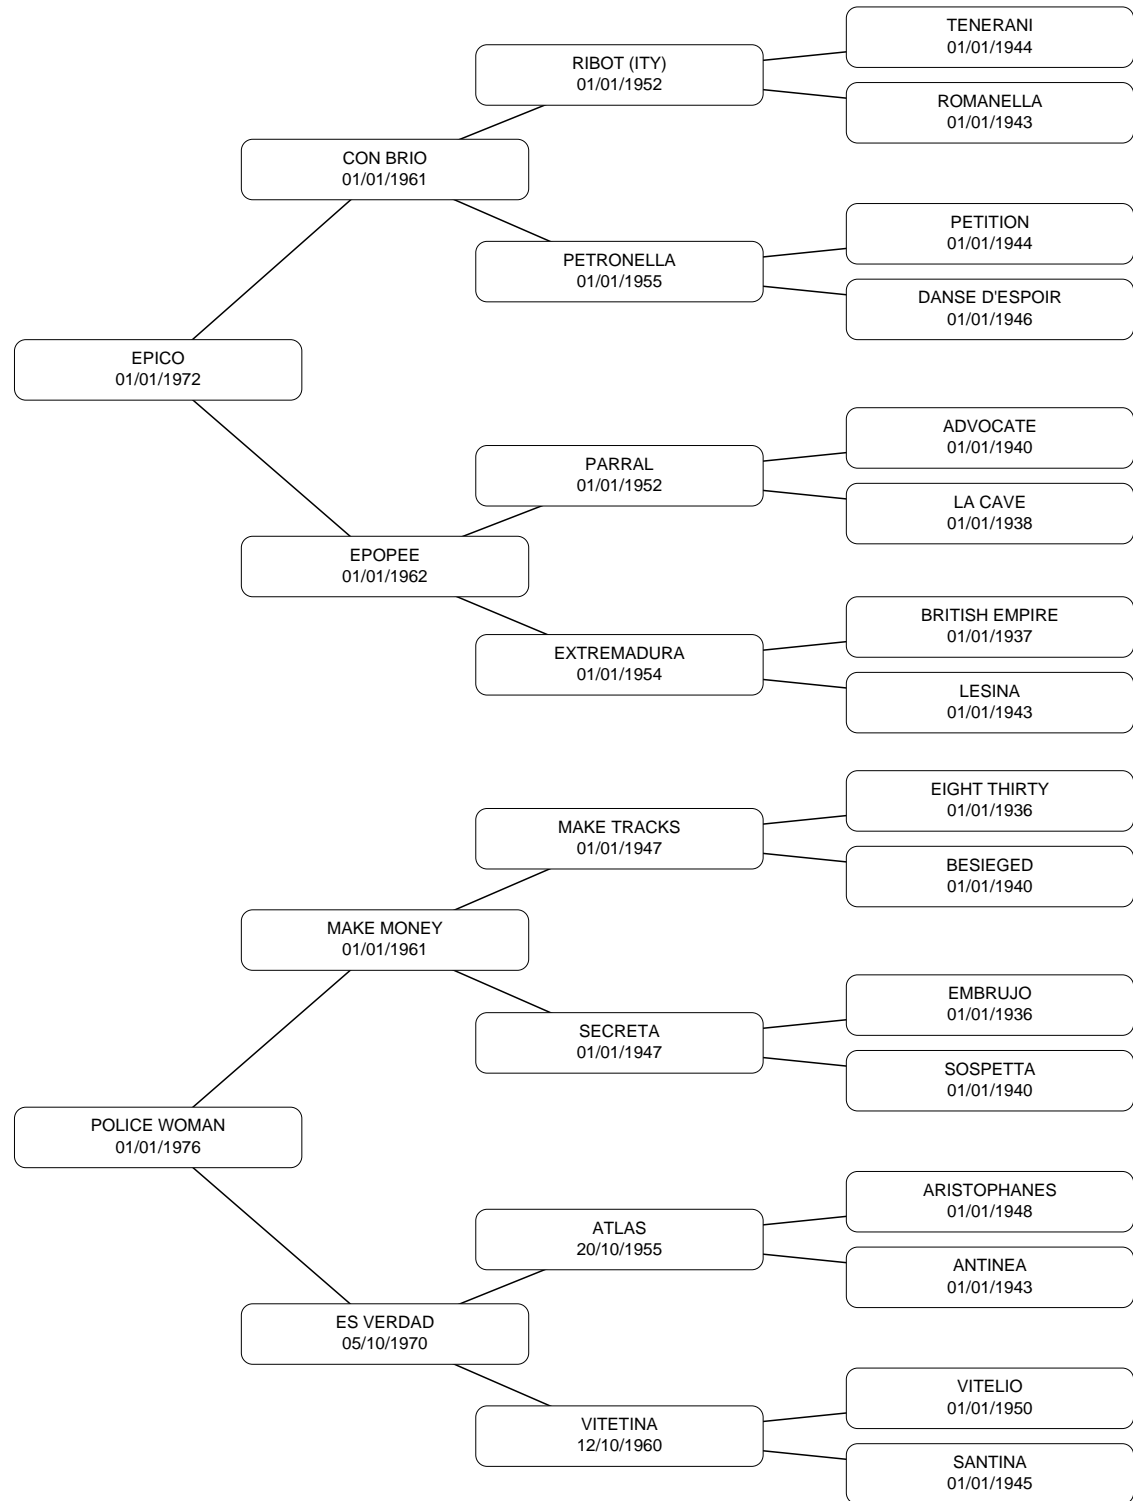 TENERANI
01/01/1944
RIBOT (ITY)
01/01/1952
ROMANELLA
01/01/1943
CON BRIO
01/01/1961
PETITION
01/01/1944
PETRONELLA
01/01/1955
DANSE D'ESPOIR
01/01/1946
EPICO
01/01/1972
ADVOCATE
01/01/1940
PARRAL
01/01/1952
LA CAVE
01/01/1938
EPOPEE
01/01/1962
BRITISH EMPIRE
01/01/1937
EXTREMADURA
01/01/1954
LESINA
01/01/1943
EIGHT THIRTY
01/01/1936
MAKE TRACKS
01/01/1947
BESIEGED
01/01/1940
MAKE MONEY
01/01/1961
EMBRUJO
01/01/1936
SECRETA
01/01/1947
SOSPETTA
01/01/1940
POLICE WOMAN
01/01/1976
ARISTOPHANES
01/01/1948
ATLAS
20/10/1955
ANTINEA
01/01/1943
ES VERDAD
05/10/1970
VITELIO
01/01/1950
VITETINA
12/10/1960
SANTINA
01/01/1945